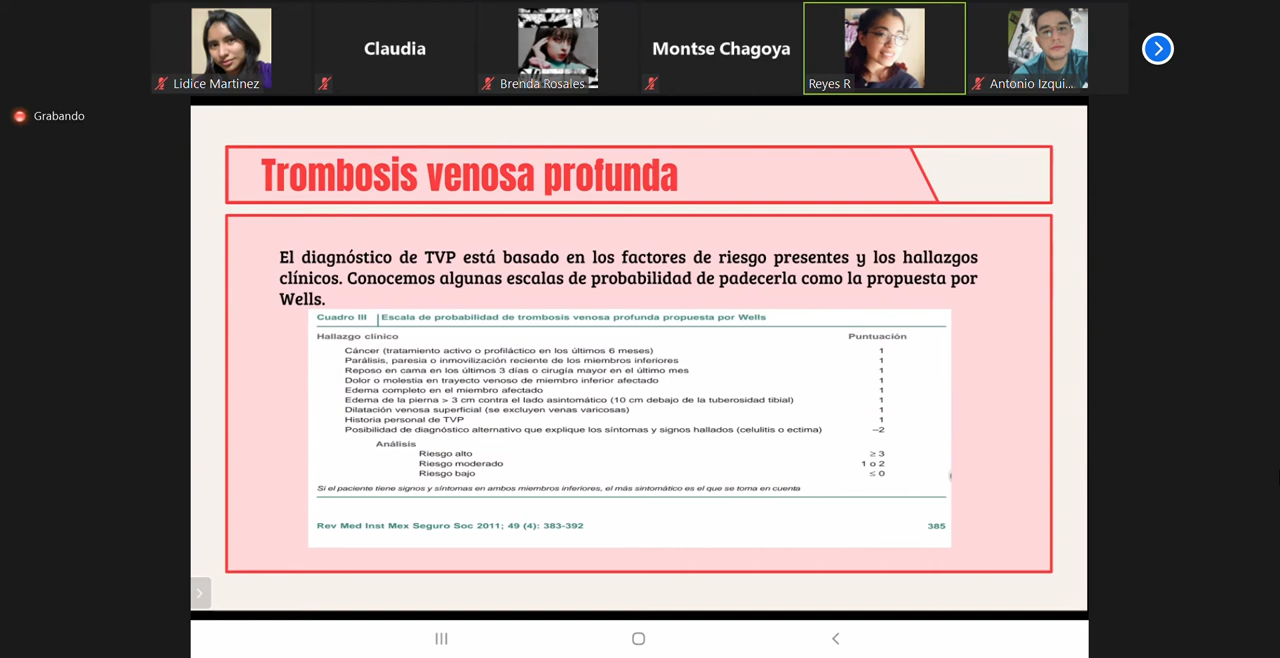 Claudia
Montse Chagoya
Lidice Martinez
Brenda Rosales
Reyes R
Antonio Izqui...
Grabando
Trombosis venosa profunda
El diagnóstico de TVP está basado en los factores de riesgo presentes y los hallazgos
clínicos. Conocemos algunas escalas de probabilidad de padecerla como la propuesta por
Wells.
Cuadro III Escala de probabilidad de trombosis venosa profunda propuesta por Wells
Hallazgo clínico Puntuación
Cáncer (tratamiento activo o profiláctico en los últimos 6 meses) 1
Parálisis, paresia o inmovilización reciente de los miembros inferiores 1
Reposo en cama en los últimos 3 días o cirugía mayor en el último mes 1
Dolor o molestia en trayecto venoso de miembro inferior afectado 1
Edema completo en el miembro afectado 1
Edema de la pierna > 3 cm contra el lado asintomático (10 cm debajo de la tuberosidad tibial) 1
Dilatación venosa superficial (se excluyen venas varicosas) 1
Historia personal de TVP 1
Posibilidad de diagnóstico alternativo que explique los síntomas y signos hallados (celulitis o ectima) –2
Análisis
Riesgo alto ≥ 3
Riesgo moderado 1 o 2
Riesgo bajo ≤ 0
Si el paciente tiene signos y síntomas en ambos miembros inferiores, el más sintomático es el que se toma en cuenta
Rev Med Inst Mex Seguro Soc 2011; 49 (4): 383-392 385